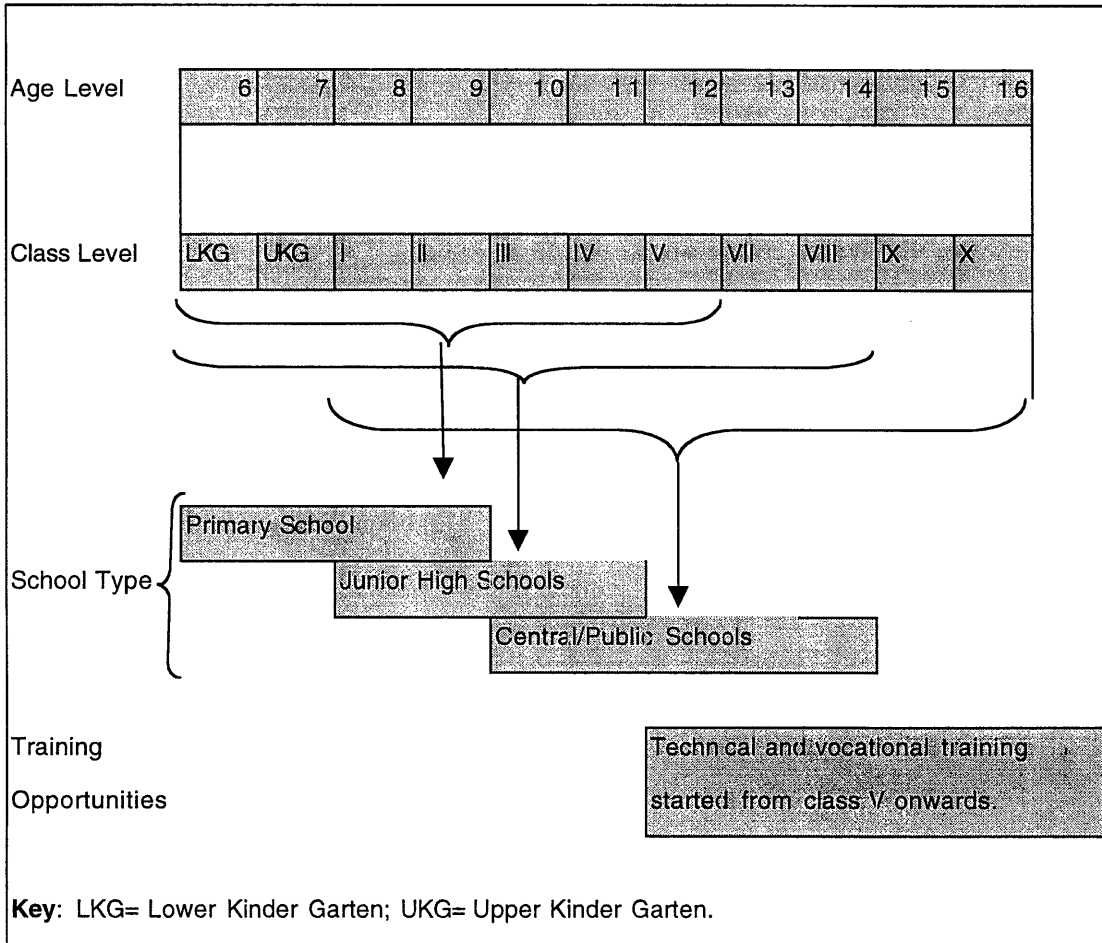 Age Level 6 7 8 9 10 11 12 13 14 15 16
Class Level LKG UKG I II III IV V VII VIII IX X
Primary School
School Type
Junior High Schools
Central/Public Schools
Training
Opportunities
Technical and vocational training
started from class V onwards.
Key: LKG= Lower Kinder Garten; UKG= Upper Kinder Garten.